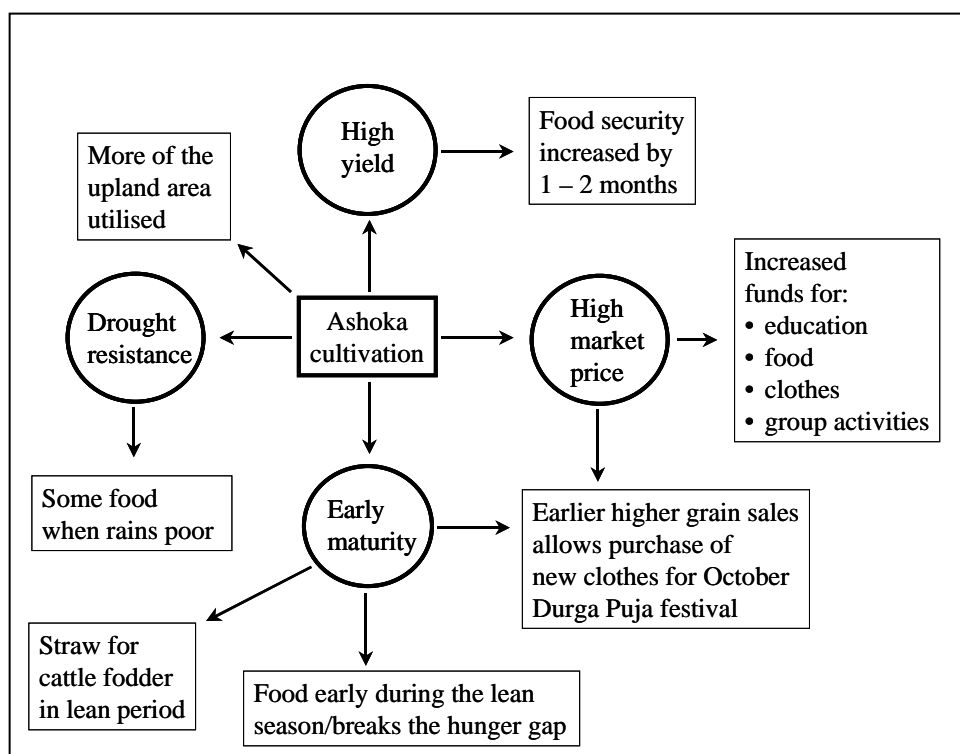 High
yield
Food security
increased by
1 – 2 months
More of the
upland area
utilised
Drought
resistance
Ashoka
cultivation
High
market
price
Increased
funds for:
• education
• food
• clothes
• group activities
Some food
when rains poor
Early
maturity
Earlier higher grain sales
allows purchase of
new clothes for October
Durga Puja festival
Straw for
cattle fodder
in lean period
Food early during the lean
season/breaks the hunger gap